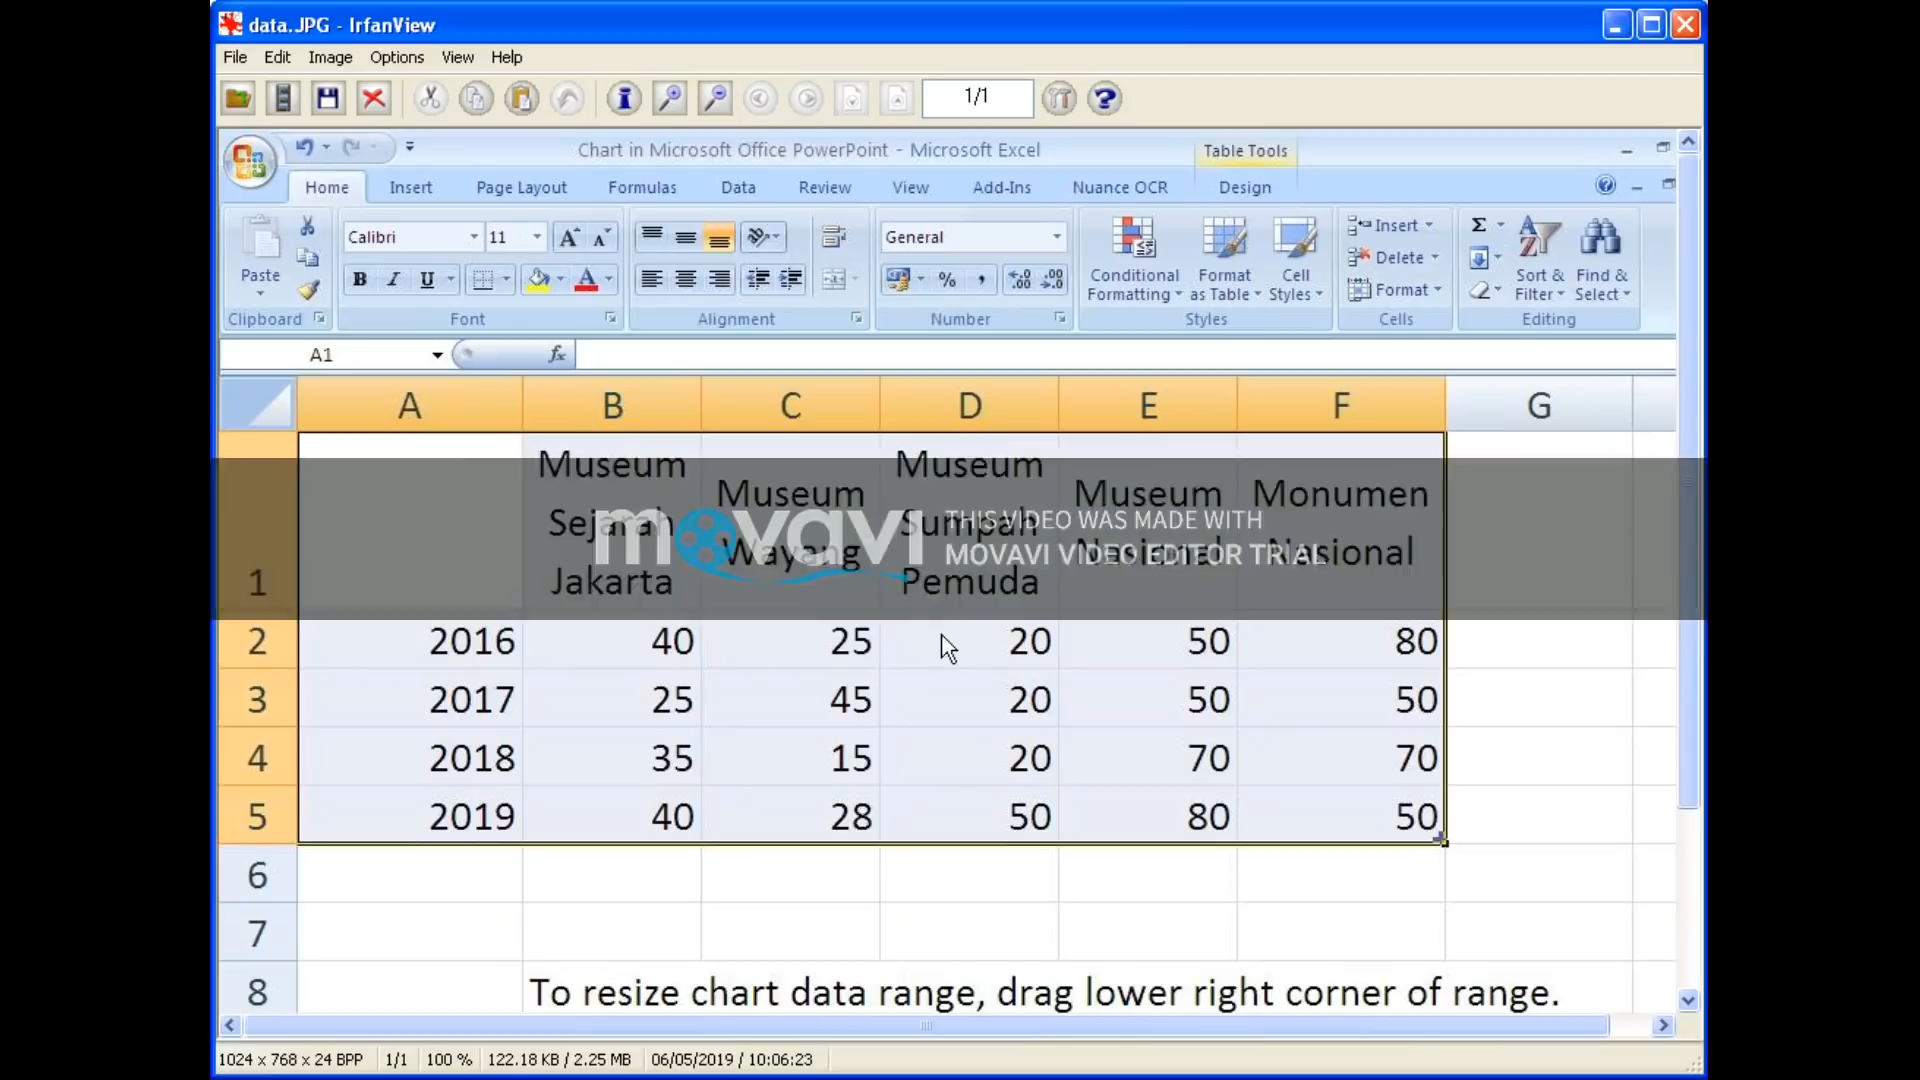 data.JPG - IrfanView
File Edit Image Options View Help
1/1
Chart in Microsoft Office PowerPoint - Microsoft Excel
Table Tools
Home Insert Page Layout Formulas Data Review View Add-Ins Nuance OCR Design
Calibri 11 General
Paste
B I U
%
Conditional Formatting
Format as Table
Cell Styles
Insert
Delete
Format
Σ
Sort & Filter
Find & Select
Clipboard Font Alignment Number Styles Cells Editing
A1
fx
A B C D E F G
1
Museum
Sejarah
Jakarta
Museum
Wayang
Museum
Sumpah
Pemuda
Museum
Nasional
Monumen
Nasional
movavi
THIS VIDEO WAS MADE WITH
MOVAVI VIDEO EDITOR TRIAL
2 2016 40 25 20 50 80
3 2017 25 45 20 50 50
4 2018 35 15 20 70 70
5 2019 40 28 50 80 50
6
7
8 To resize chart data range, drag lower right corner of range.
1024 x 768 x 24 BPP 1/1 100 % 122.18 KB / 2.25 MB 06/05/2019 / 10:06:23